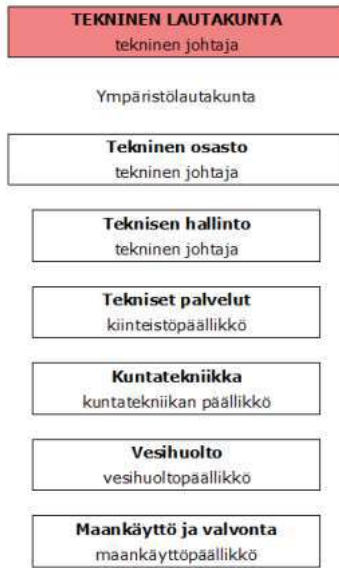 TEKNINEN LAUTAKUNTA
tekninen johtaja
Ympäristölautakunta
Tekninen osasto
tekninen johtaja
Teknisen hallinto
tekninen johtaja
Tekniset palvelut
kiinteistöpäällikkö
Kuntatekniikka
kuntatekniikan päällikkö
Vesihuolto
vesihuoltopäällikkö
Maankäyttö ja valvonta
maankäyttöpäällikkö